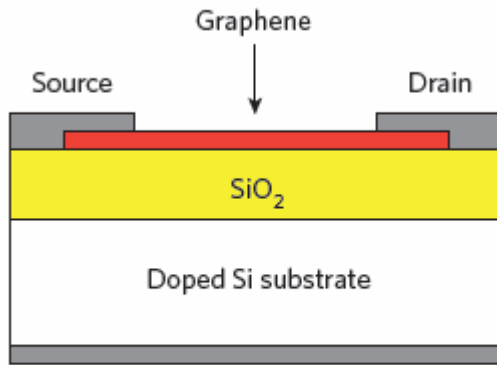 Graphene
Source
Drain
SiO₂
Doped Si substrate